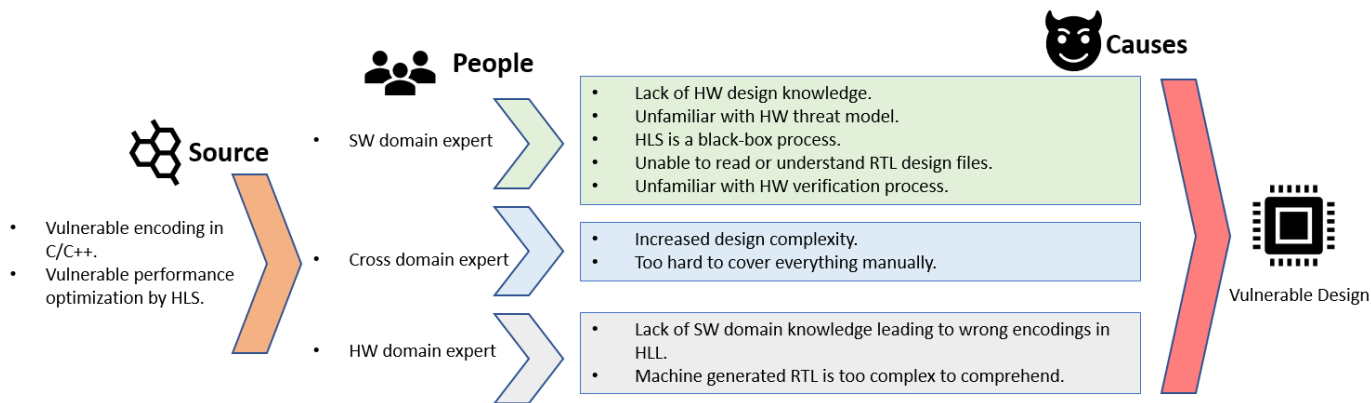 Source
• Vulnerable encoding in
C/C++.
• Vulnerable performance
optimization by HLS.
People
• SW domain expert
• Cross domain expert
• HW domain expert
Causes
• Lack of HW design knowledge.
• Unfamiliar with HW threat model.
• HLS is a black-box process.
• Unable to read or understand RTL design files.
• Unfamiliar with HW verification process.
• Increased design complexity.
• Too hard to cover everything manually.
• Lack of SW domain knowledge leading to wrong encodings in
HLL.
• Machine generated RTL is too complex to comprehend.
Vulnerable Design